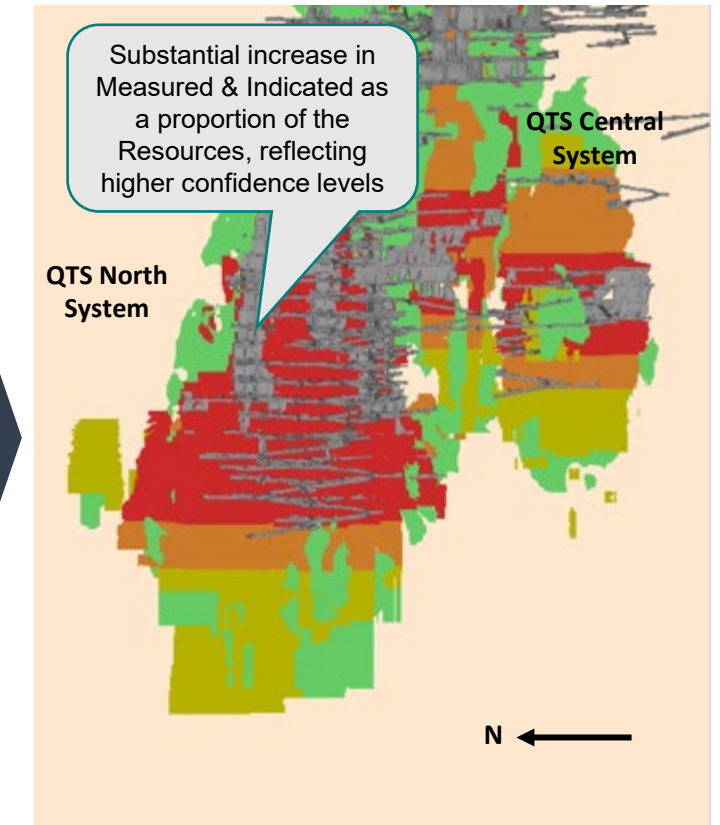 Substantial increase in
Measured & Indicated as
a proportion of the
Resources, reflecting
higher confidence levels
QTS Central
System
QTS North
System
N